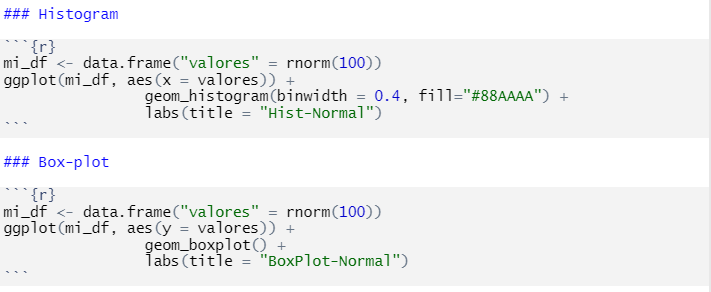 ### Histogram
```{r}
mi_df <- data.frame("valores" = rnorm(100))
ggplot(mi_df, aes(x = valores)) +
                geom_histogram(binwidth = 0.4, fill="#88AAAA") +
                labs(title = "Hist-Normal")
```
### Box-plot
```{r}
mi_df <- data.frame("valores" = rnorm(100))
ggplot(mi_df, aes(y = valores)) +
                geom_boxplot() +
                labs(title = "BoxPlot-Normal")
```